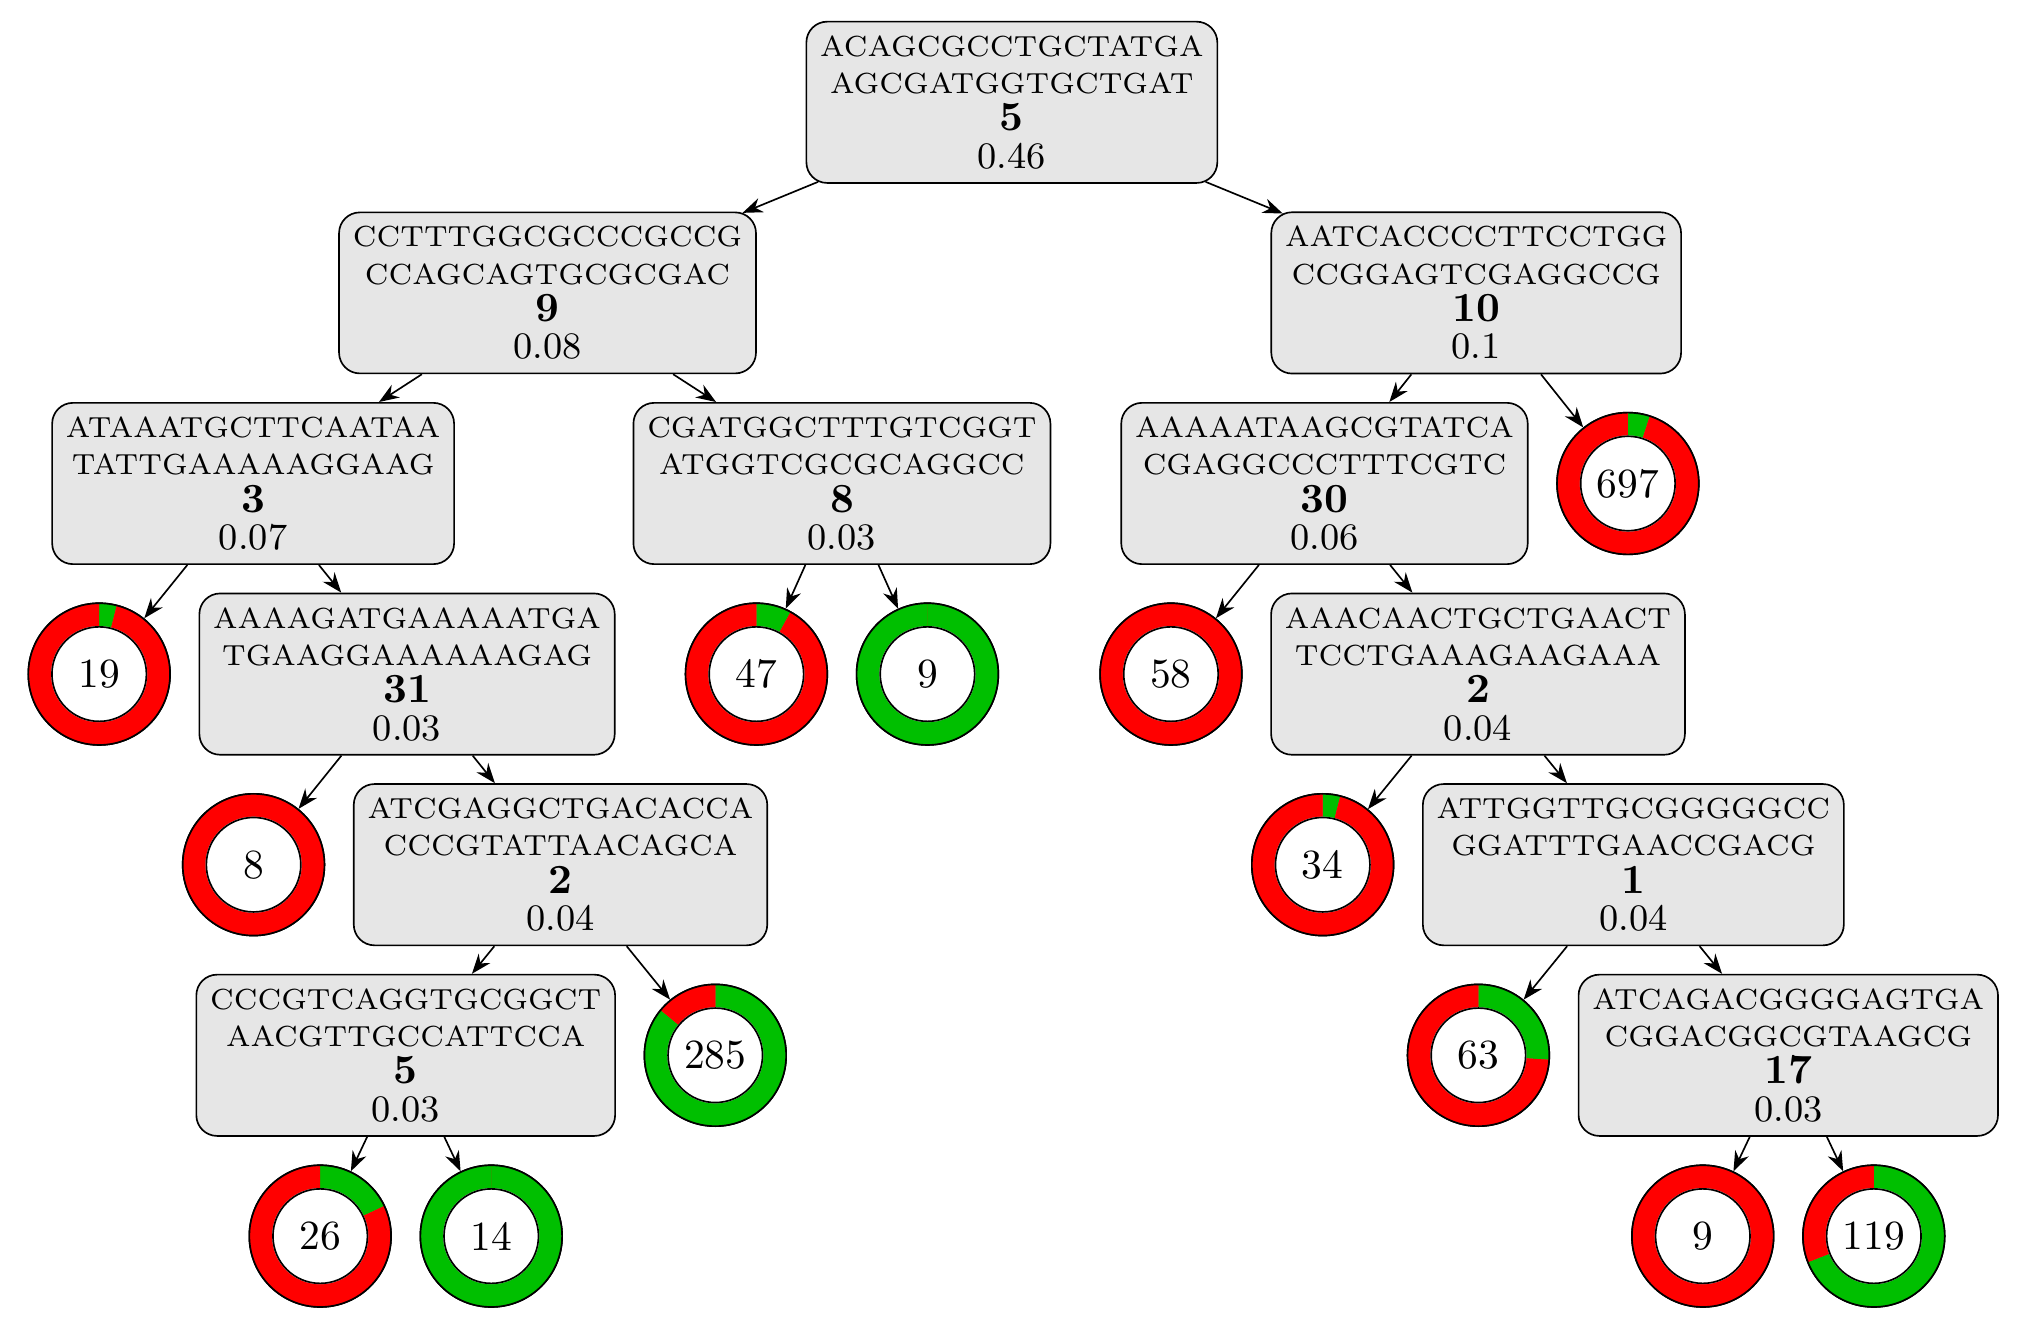 ACAGCGCCTGCTATGA
AGCGATGGTGCTGAT
5
0.46
CCTTTGGCGCCCGCCG
CCAGCAGTGCGCGAC
9
0.08
AATCACCCCTTCCTGG
CCGGAGTCGAGGCCG
10
0.1
ATAAATGCTTCAATAA
TATTGAAAAAGGAAG
3
0.07
CGATGGCTTTGTCGGT
ATGGTCGCGCAGGCC
8
0.03
AAAAATAAGCGTATCA
CGAGGCCCTTTCGTC
30
0.06
697
19
AAAAGATGAAAAATGA
TGAAGGAAAAAAGAG
31
0.03
47
9
58
AAACAACTGCTGAACT
TCCTGAAAGAAGAAA
2
0.04
8
ATCGAGGCTGACACCA
CCCGTATTAACAGCA
2
0.04
34
ATTGGTTGCGGGGGCC
GGATTTGAACCGACG
1
0.04
CCCGTCAGGTGCGGCT
AACGTTGCCATTCCA
5
0.03
285
63
ATCAGACGGGGAGTGA
CGGACGGCGTAAGCG
17
0.03
26
14
9
119